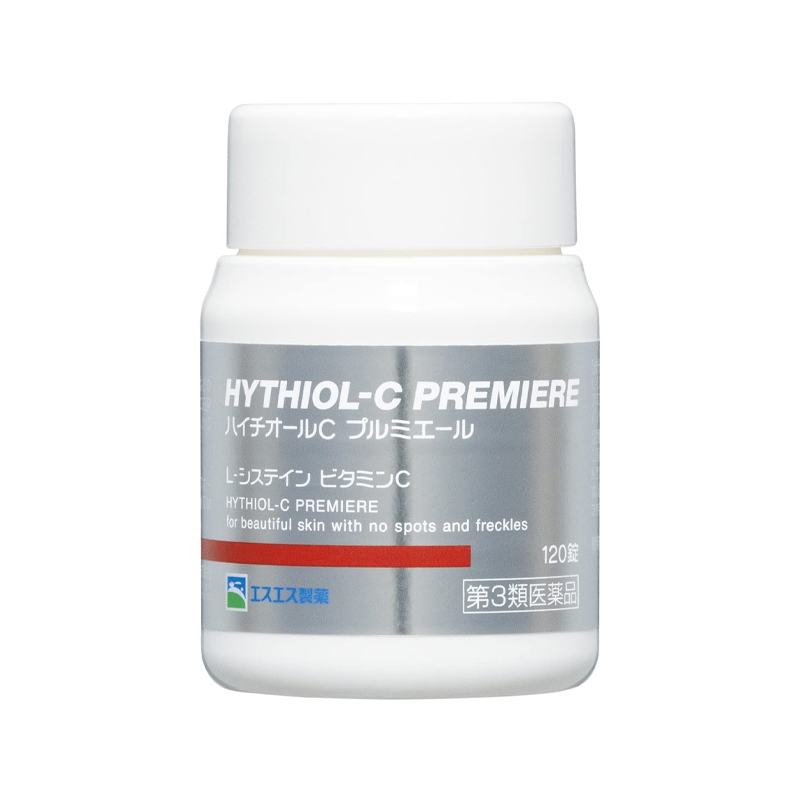 HYTHIOL-C PREMIERE
ハイチオールC プルミエール
L-システイン ビタミンC
HYTHIOL-C PREMIERE
for beautiful skin with no spots and freckles
120錠
エスエス製薬
第3類医薬品